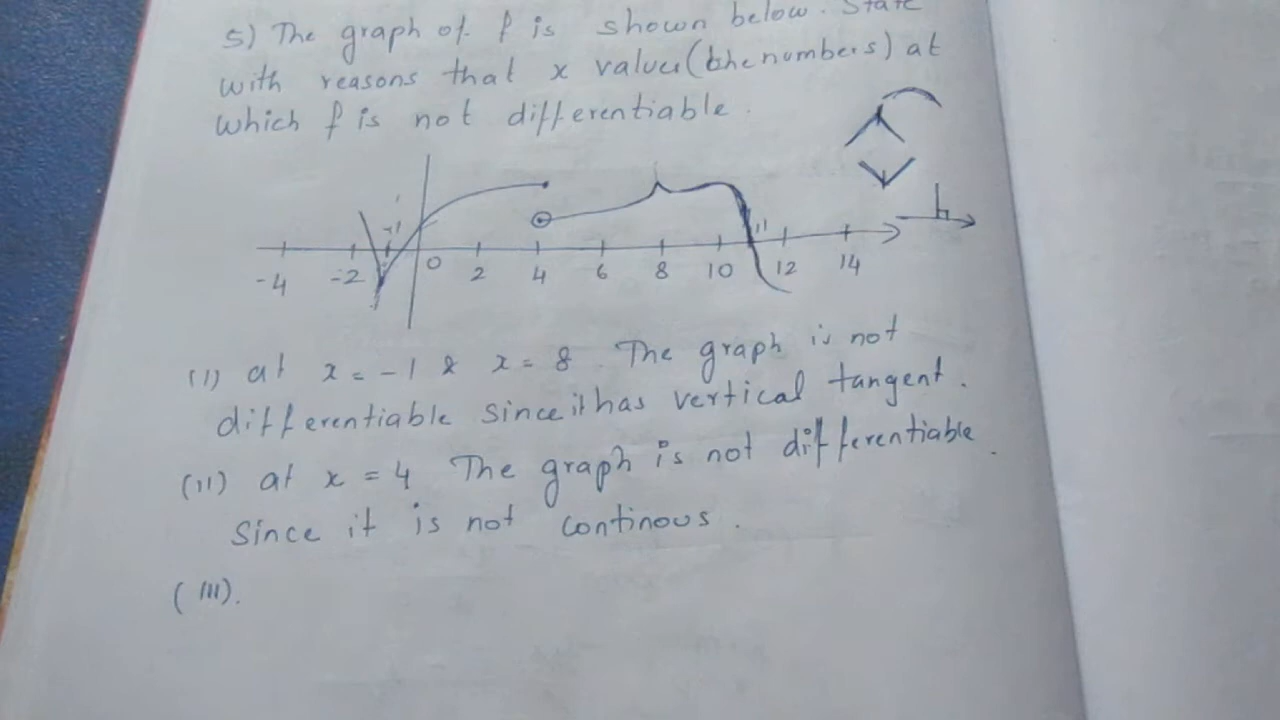 5) The graph of f is shown below. State
with reasons that x value (the numbers) at
which f is not differentiable.
-1 11
-4 -2 0 2 4 6 8 10 12 14
(I) at x = -1 & x = 8 The graph is not
differentiable since it has vertical tangent.
(II) at x = 4 The graph is not differentiable.
Since it is not continous.
(III).